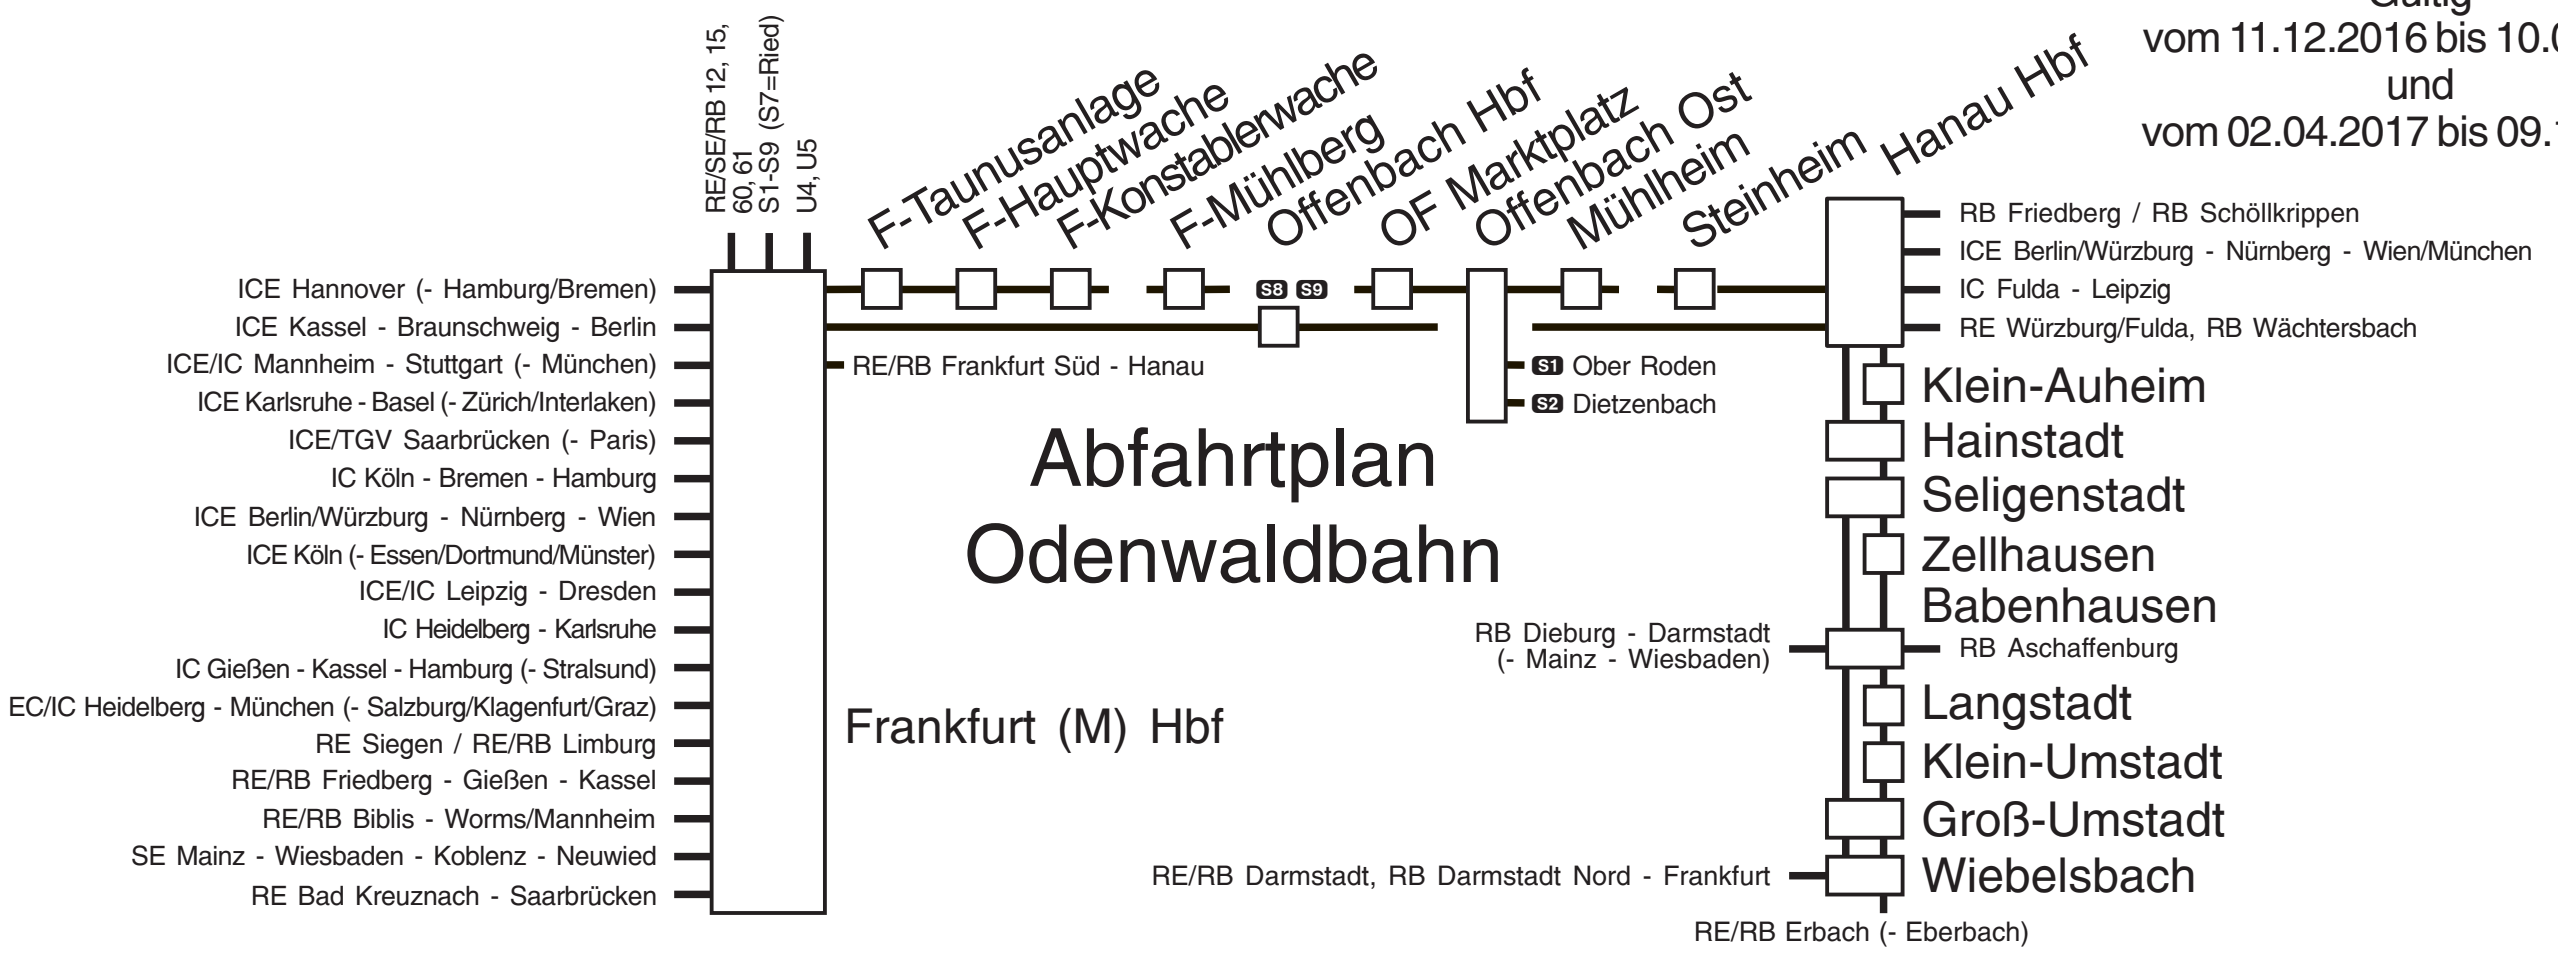 Gültig
vom 11.12.2016 bis 10.
und
vom 02.04.2017 bis 09.
RE/SE/RB 12, 15,
60, 61
S1-S9 (S7=Ried)
U4, U5
F-Taunusanlage
F-Hauptwache
F-Konstablerwache
F-Mühlberg
Offenbach Hbf
OF Marktplatz
Offenbach Ost
Mühlheim
Steinheim
Hanau Hbf
S8 S9
RB Friedberg / RB Schöllkrippen
ICE Berlin/Würzburg - Nürnberg - Wien/München
IC Fulda - Leipzig
RE Würzburg/Fulda, RB Wächtersbach
ICE Hannover (- Hamburg/Bremen)
ICE Kassel - Braunschweig - Berlin
ICE/IC Mannheim - Stuttgart (- München)
ICE Karlsruhe - Basel (- Zürich/Interlaken)
ICE/TGV Saarbrücken (- Paris)
IC Köln - Bremen - Hamburg
ICE Berlin/Würzburg - Nürnberg - Wien
ICE Köln (- Essen/Dortmund/Münster)
ICE/IC Leipzig - Dresden
IC Heidelberg - Karlsruhe
IC Gießen - Kassel - Hamburg (- Stralsund)
EC/IC Heidelberg - München (- Salzburg/Klagenfurt/Graz)
RE Siegen / RE/RB Limburg
RE/RB Friedberg - Gießen - Kassel
RE/RB Biblis - Worms/Mannheim
SE Mainz - Wiesbaden - Koblenz - Neuwied
RE Bad Kreuznach - Saarbrücken
RE/RB Frankfurt Süd - Hanau
S1 Ober Roden
S2 Dietzenbach
Abfahrtplan
Odenwaldbahn
Frankfurt (M) Hbf
Klein-Auheim
Hainstadt
Seligenstadt
Zellhausen
Babenhausen
RB Dieburg - Darmstadt
(- Mainz - Wiesbaden)
RB Aschaffenburg
Langstadt
Klein-Umstadt
Groß-Umstadt
Wiebelsbach
RE/RB Darmstadt, RB Darmstadt Nord - Frankfurt
RE/RB Erbach (- Eberbach)